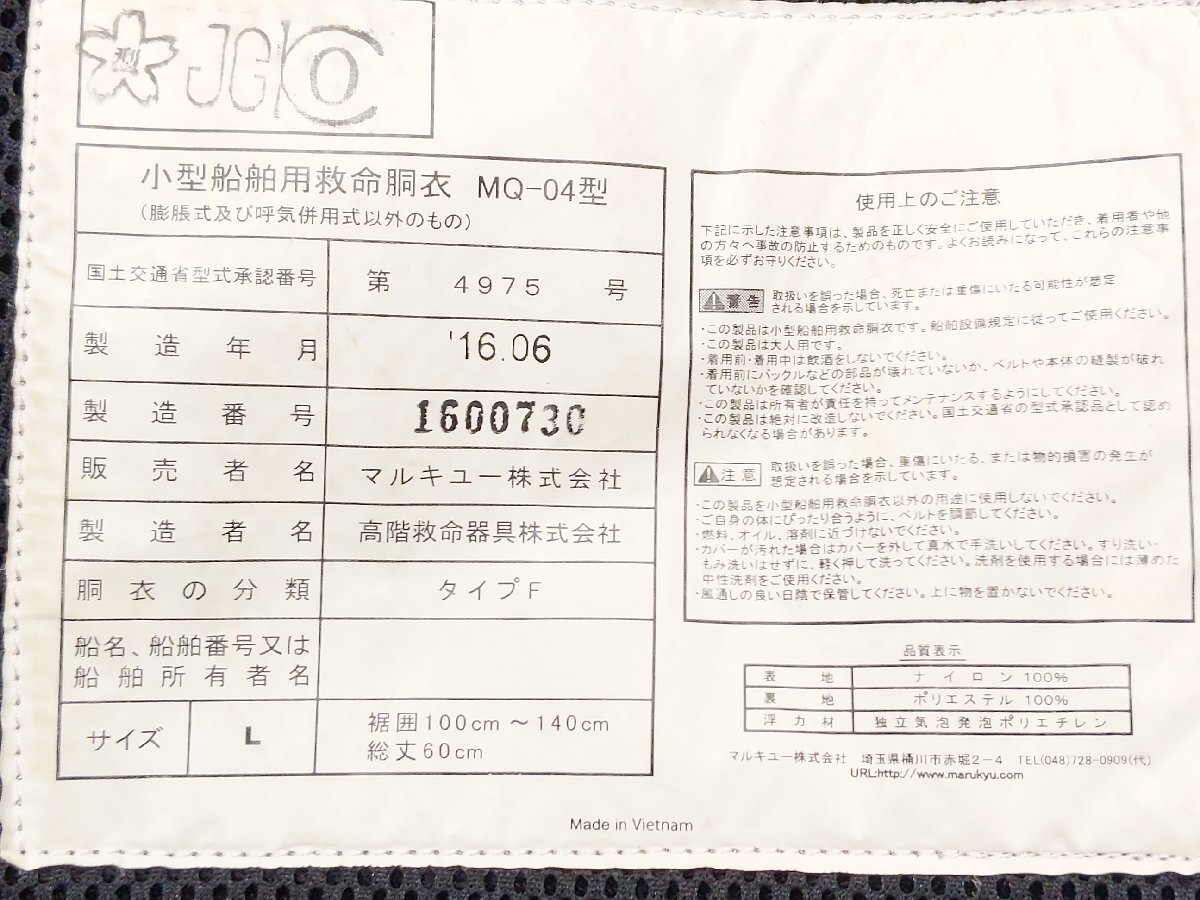 型 JCI
小型船舶用救命胴衣 MQ-04型
(膨脹式及び呼気併用式以外のもの)
国土交通省型式承認番号 第 4975 号
製造年月 '16.06
製造番号 1600730
販売者名 マルキユー株式会社
製造者名 高階救命器具株式会社
胴衣の分類 タイプF
船名、船舶番号又は
船舶所有者名
サイズ L 裾囲100cm～140cm
総丈60cm
使用上のご注意
下記に示した注意事項は、製品を正しく安全にご使用していただき、着用者や他
の方々へ事故の防止するためのものです。よくお読みになって、これらの注意事
項を必ずお守りください。
警告 取扱いを誤った場合、死亡または重傷にいたる可能性が想定
される場合を示しています。
・この製品は小型船舶用救命胴衣です。船舶設備規定に従ってご使用ください。
・この製品は大人用です。
・着用前・着用中は飲酒をしないでください。
・着用前にバックルなどの部品が壊れていないか、ベルトや本体の縫製が破れ
ていないかを確認してください。
・この製品は所有者が責任を持ってメンテナンスするようにしてください。
・この製品は絶対に改造しないでください。国土交通省の型式承認品として認め
られなくなる場合があります。
注意 取扱いを誤った場合、重傷にいたる、または物的損害の発生が
想定される場合を示しています。
・この製品を小型船舶用救命胴衣以外の用途に使用しないでください。
・ご自身の体にぴったり合うように、ベルトを調節してください。
・燃料、オイル、溶剤に近づけないでください。
・カバーが汚れた場合はカバーを外して真水で手洗いしてください。すり洗い・
もみ洗いはせずに、軽く押して洗ってください。洗剤を使用する場合には薄めた
中性洗剤をご使用ください。
・風通しの良い日陰で保管してください。上に物を置かないでください。
品質表示
表地 ナイロン 100%
裏地 ポリエステル 100%
浮力材 独立気泡発泡ポリエチレン
マルキユー株式会社 埼玉県桶川市赤堀2－4 TEL(048)728-0909(代)
URL:http://www.marukyu.com
Made in Vietnam